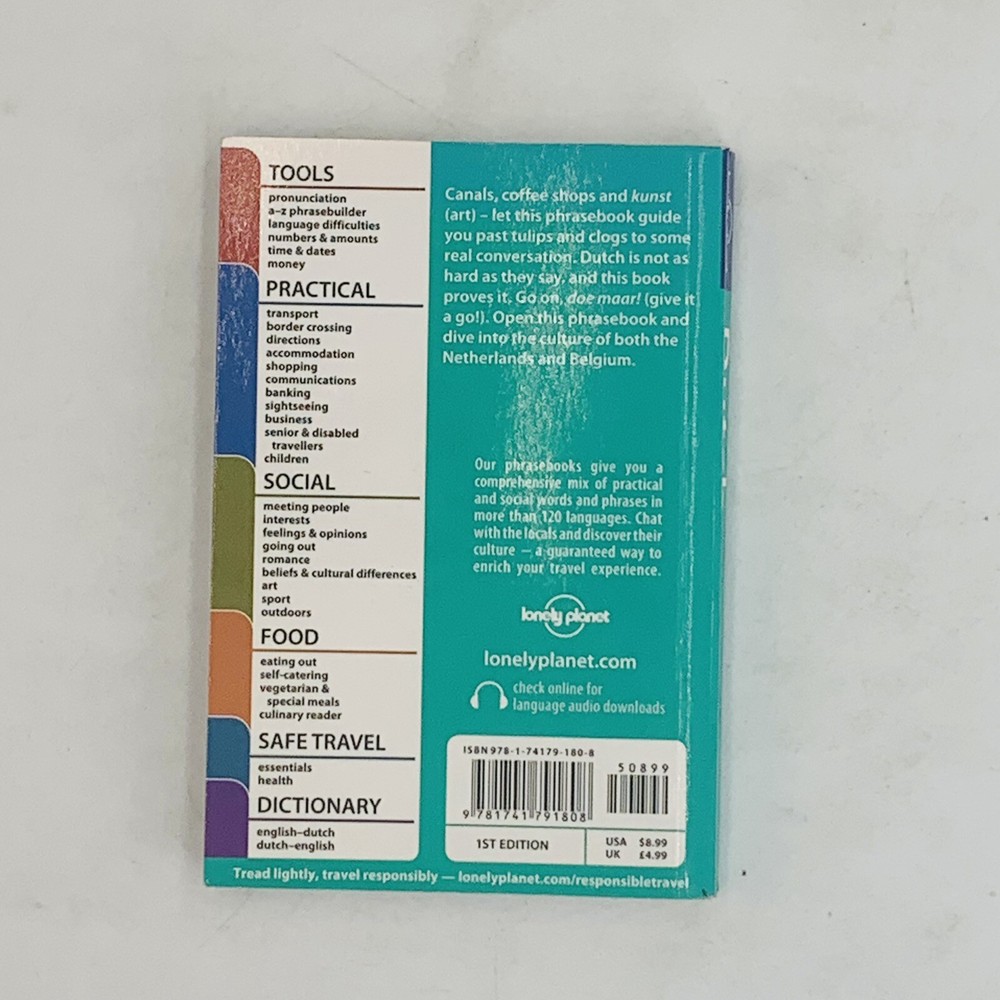 TOOLS
pronunciation
a–z phrasebuilder
language difficulties
numbers & amounts
time & dates
money
PRACTICAL
transport
border crossing
directions
accommodation
shopping
communications
banking
sightseeing
business
senior & disabled
travellers
children
SOCIAL
meeting people
interests
feelings & opinions
going out
romance
beliefs & cultural differences
art
sport
outdoors
FOOD
eating out
self-catering
vegetarian &
special meals
culinary reader
SAFE TRAVEL
essentials
health
DICTIONARY
english–dutch
dutch–english
Canals, coffee shops and kunst
(art) – let this phrasebook guide
you past tulips and clogs to some
real conversation. Dutch is not as
hard as they say, and this book
proves it. Go on, doe maar! (give it
a go!). Open this phrasebook and
dive into the culture of both the
Netherlands and Belgium.
Our phrasebooks give you a
comprehensive mix of practical
and social words and phrases in
more than 120 languages. Chat
with the locals and discover their
culture – a guaranteed way to
enrich your travel experience.
lonely planet
lonelyplanet.com
check online for
language audio downloads
ISBN 978-1-74179-180-8
50899
9 781741 791808
1ST EDITION
USA $8.99
UK £4.99
Tread lightly, travel responsibly — lonelyplanet.com/responsibletravel